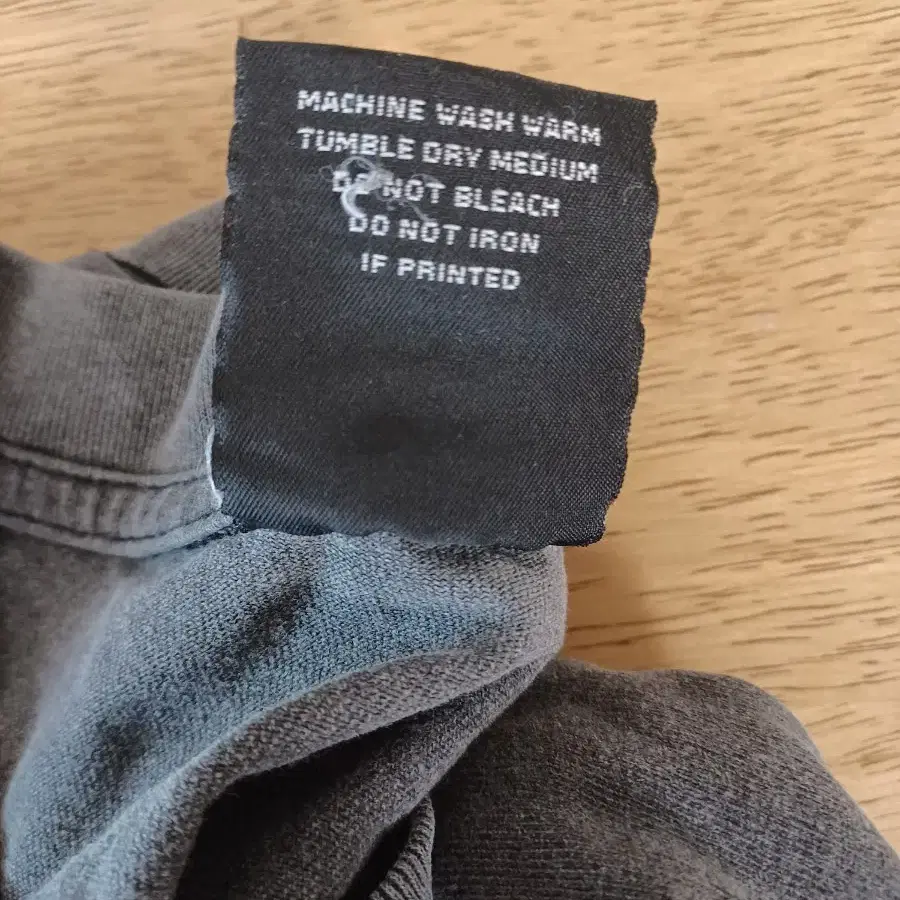 MACHINE WASH WARM
TUMBLE DRY MEDIUM
DO NOT BLEACH
DO NOT IRON
IF PRINTED